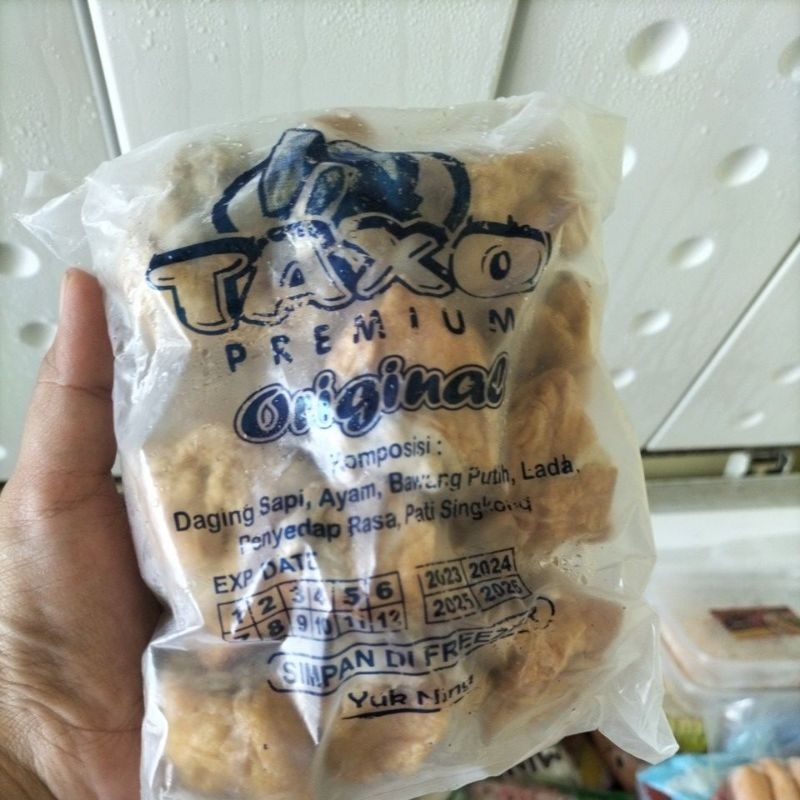 TAXO
PREMIUM
Original
Komposisi :
Daging Sapi, Ayam, Bawang Putih, Lada,
Penyedap Rasa, Pati Singkong
EXP DATE
1 2 3 4 5 6 2023 2024
7 8 9 10 11 12 2025 2026
SIMPAN DI FREEZER
Yuk Ning